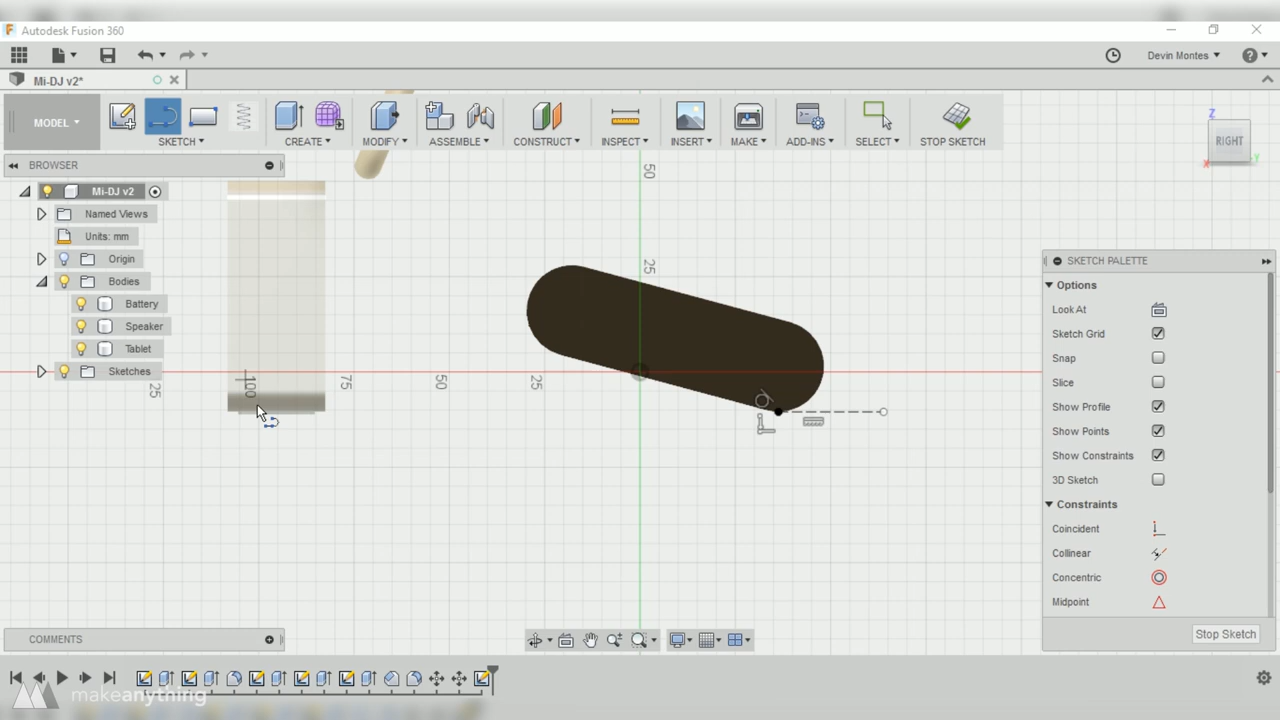 Autodesk Fusion 360
Devin Montes
Mi-DJ v2*
MODEL
SKETCH
CREATE
MODIFY
ASSEMBLE
CONSTRUCT
INSPECT
INSERT
MAKE
ADD-INS
SELECT
STOP SKETCH
Z
RIGHT
X
Y
BROWSER
Mi-DJ v2
Named Views
Units: mm
Origin
Bodies
Battery
Speaker
Tablet
Sketches
50
25
25
100
75
50
25
SKETCH PALETTE
Options
Look At
Sketch Grid
Snap
Slice
Show Profile
Show Points
Show Constraints
3D Sketch
Constraints
Coincident
Collinear
Concentric
Midpoint
Stop Sketch
COMMENTS
makeanything